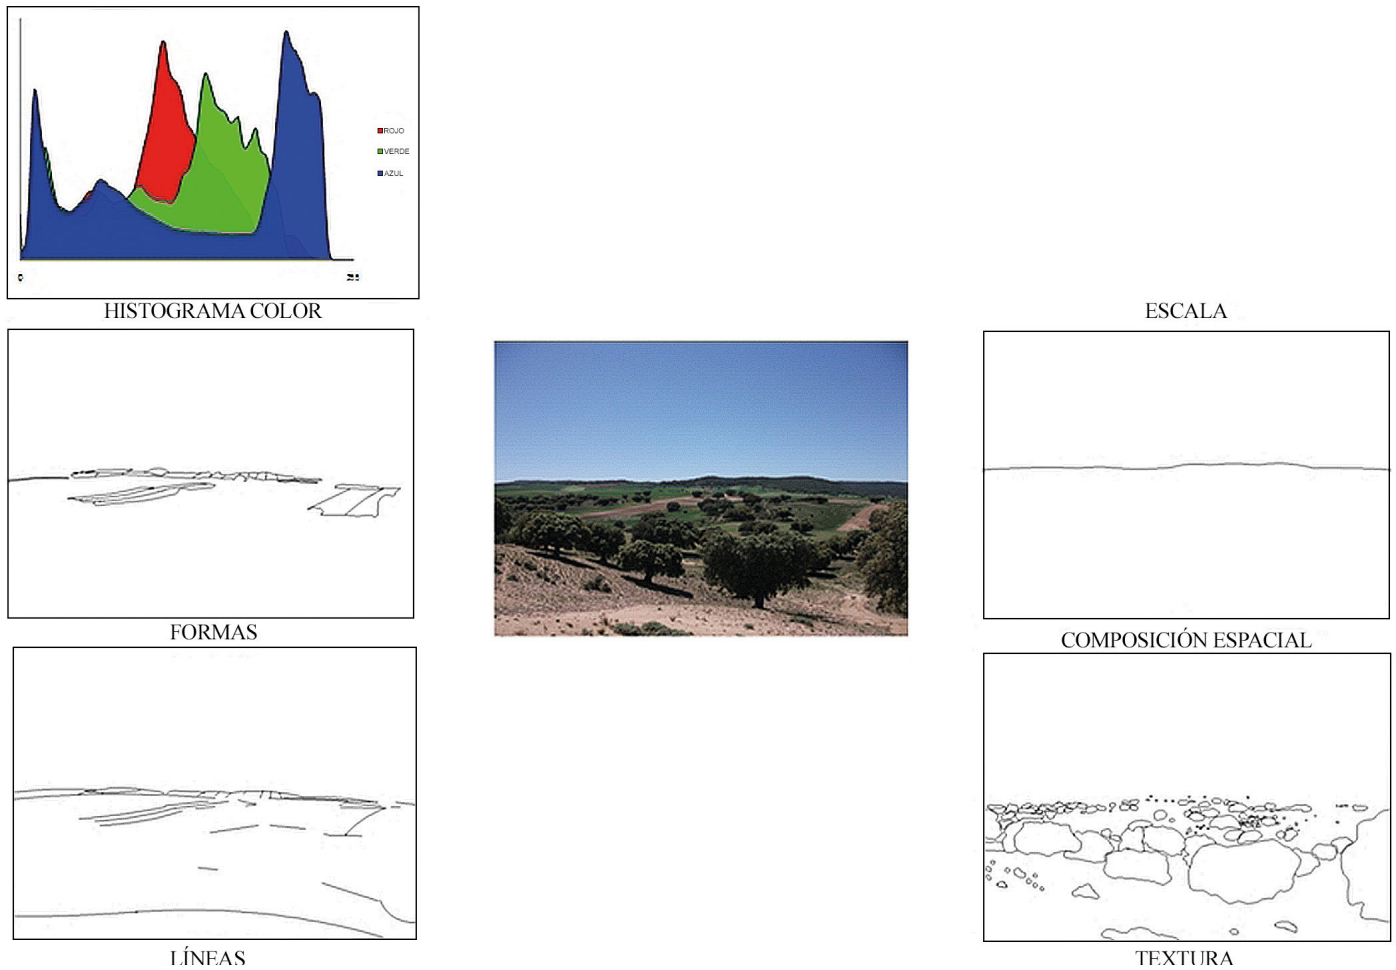 ROJO
VERDE
AZUL
0
HISTOGRAMA COLOR
ESCALA
FORMAS
COMPOSICIÓN ESPACIAL
LÍNEAS
TEXTURA